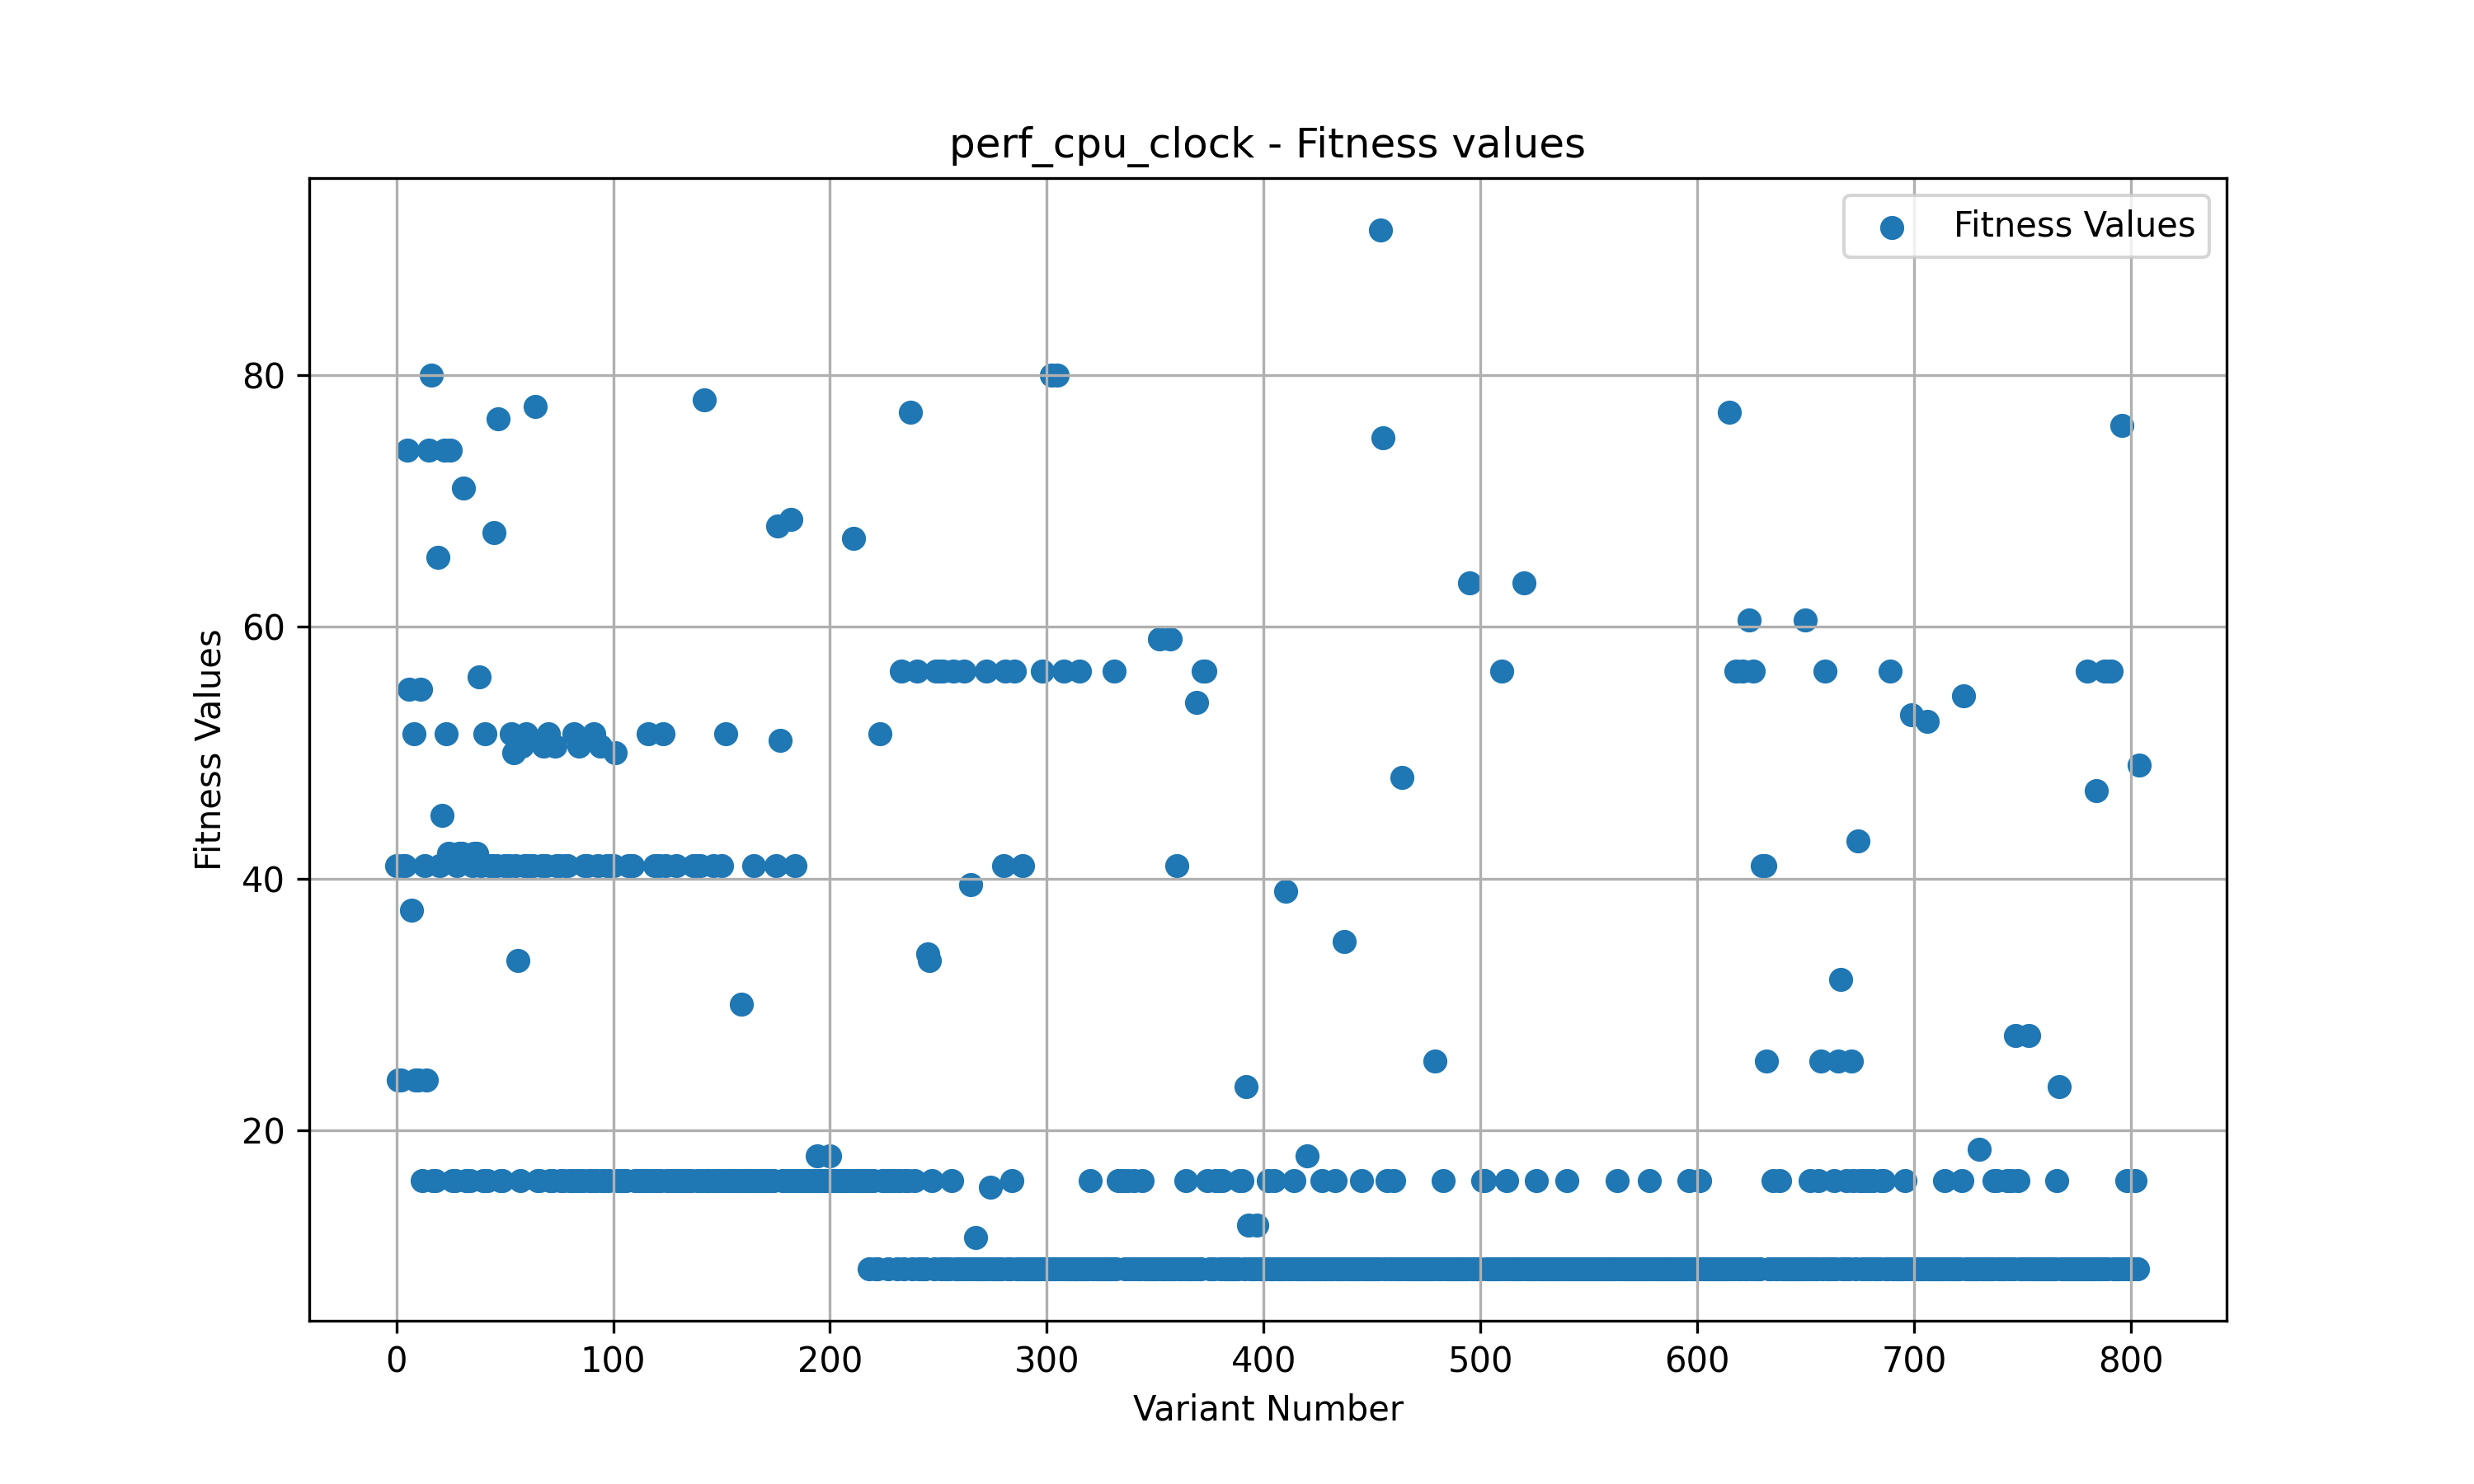 perf_cpu_clock - Fitness values
Fitness Values
Fitness Values
80
60
40
20
0 100 200 300 400 500 600 700 800
Variant Number